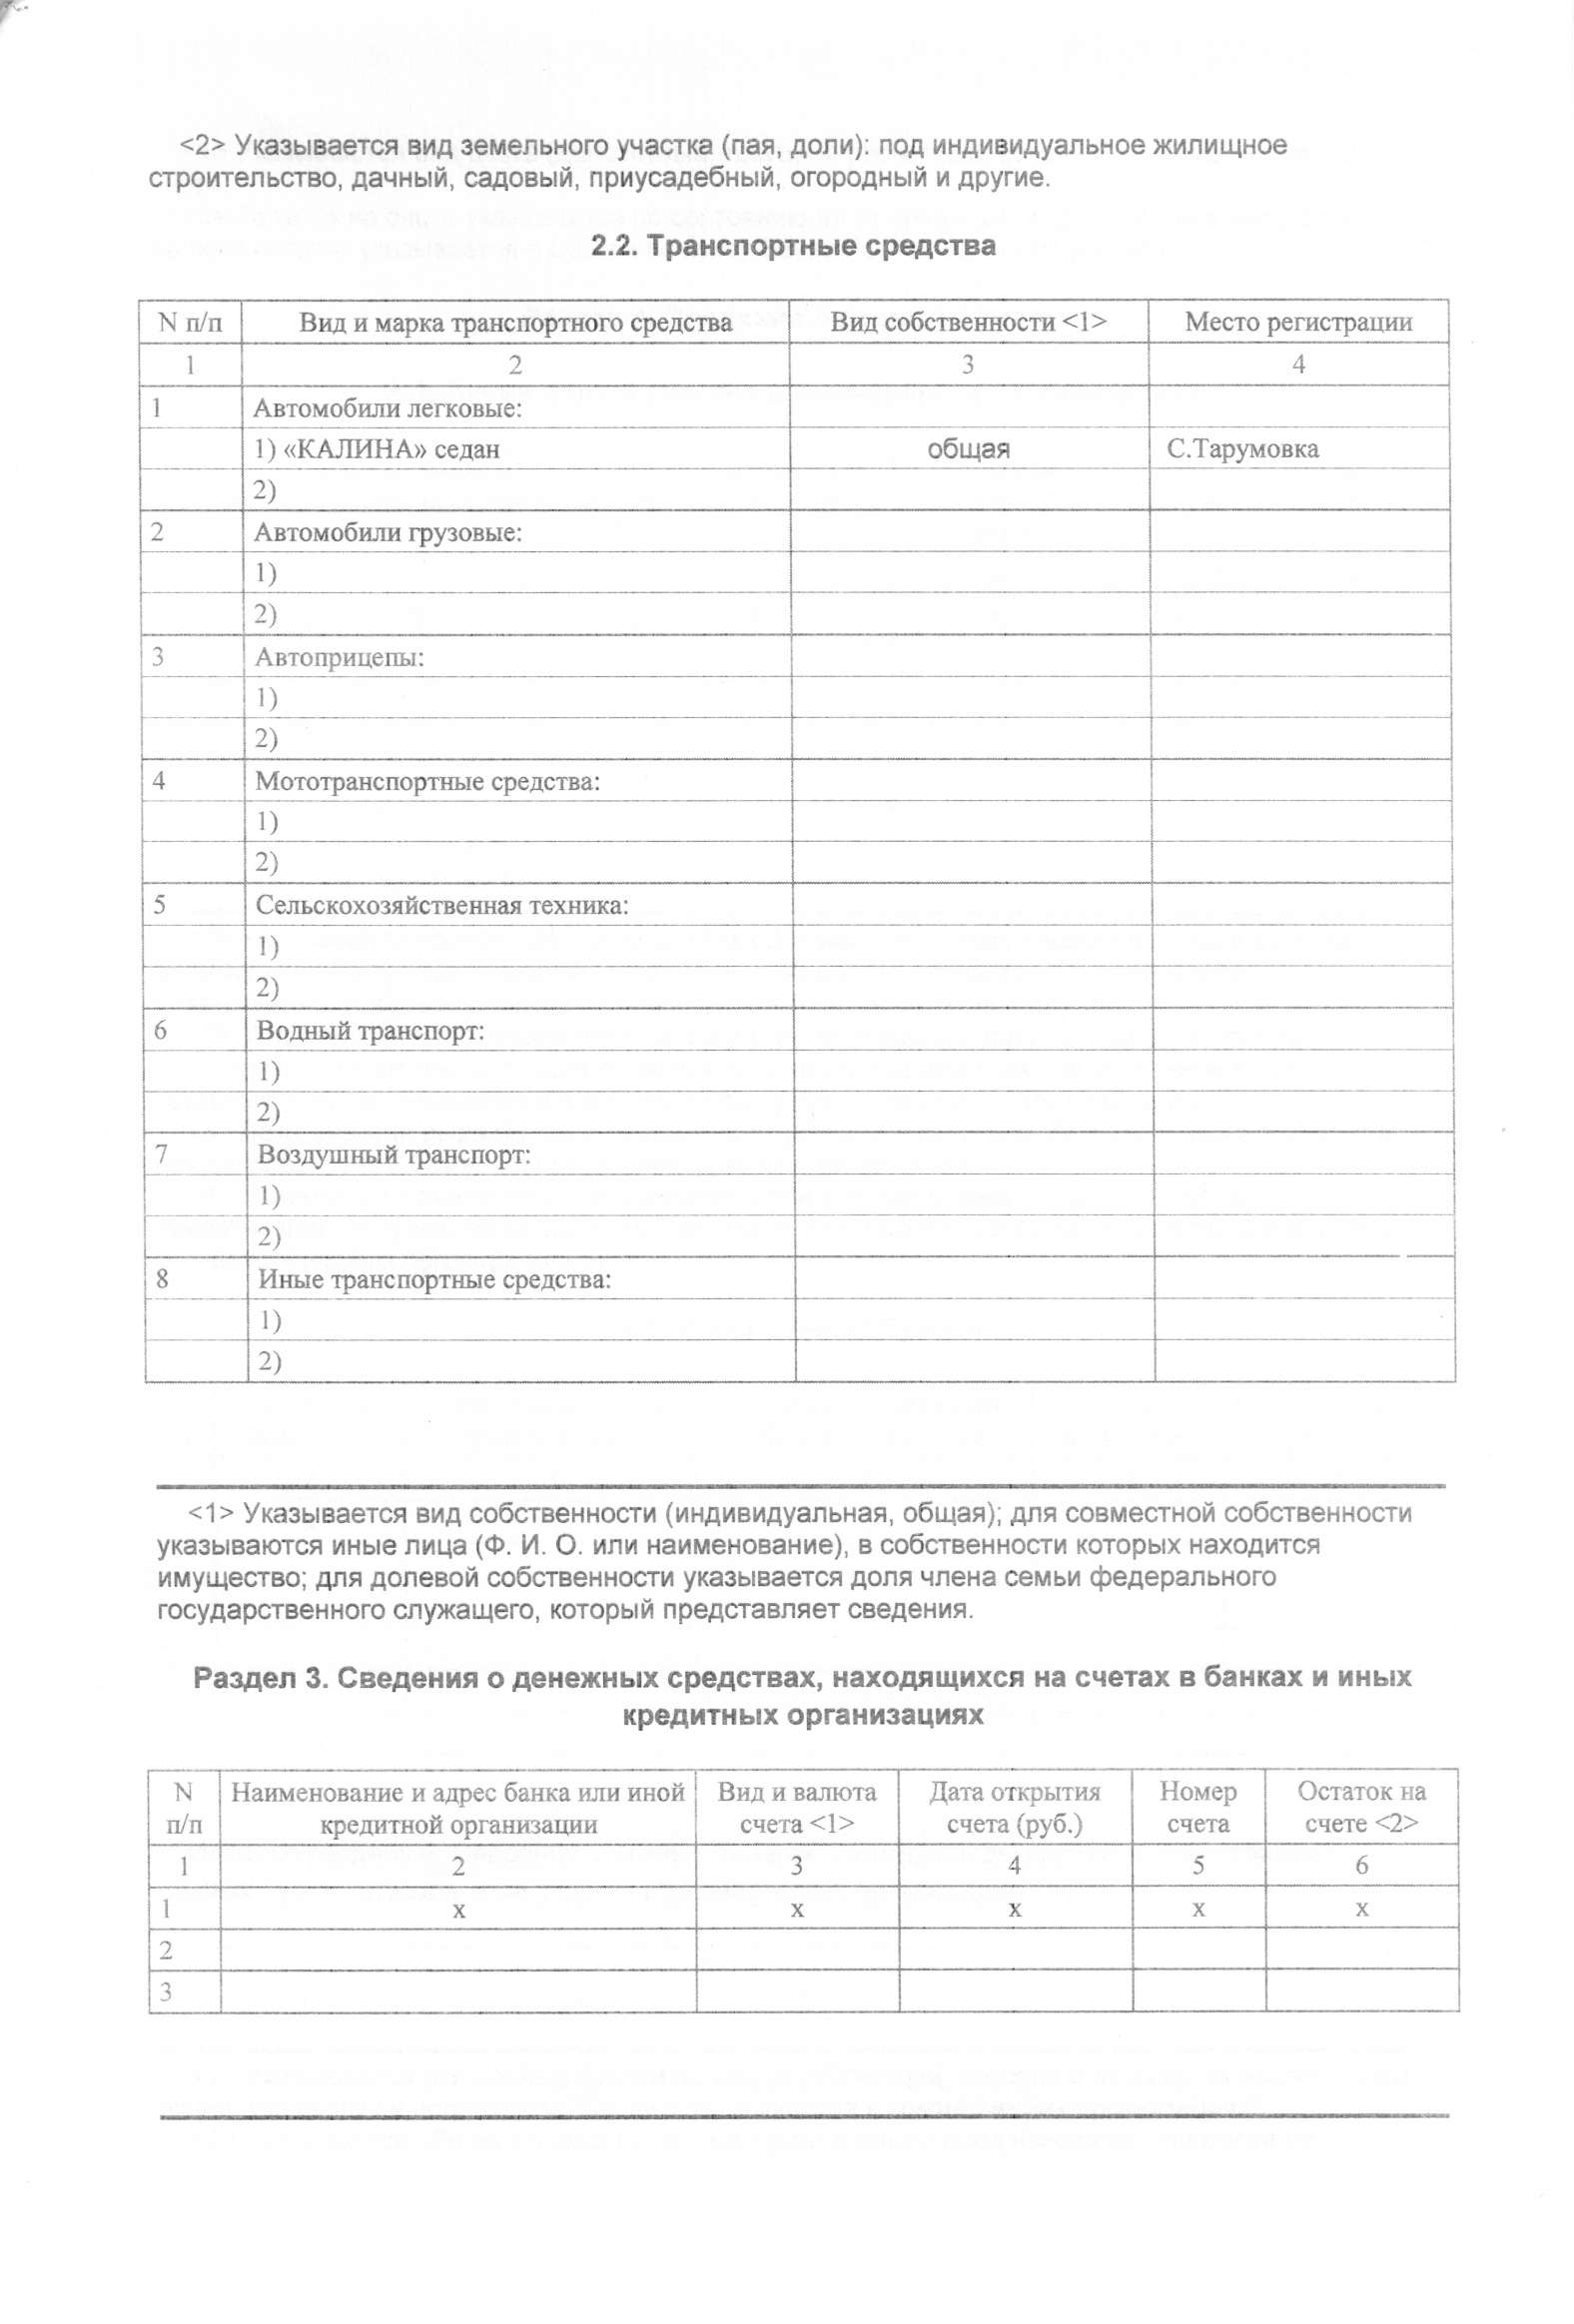 <2> Указывается вид земельного участка (пая, доли): под индивидуальное жилищное
строительство, дачный, садовый, приусадебный, огородный и другие.
2.2. Транспортные средства
N п/п Вид и марка транспортного средства Вид собственности <1> Место регистрации
1 2 3 4
1 Автомобили легковые:
1) «КАЛИНА» седан общая С.Тарумовка
2)
2 Автомобили грузовые:
1)
2)
3 Автоприцепы:
1)
2)
4 Мототранспортные средства:
1)
2)
5 Сельскохозяйственная техника:
1)
2)
6 Водный транспорт:
1)
2)
7 Воздушный транспорт:
1)
2)
8 Иные транспортные средства:
1)
2)
<1> Указывается вид собственности (индивидуальная, общая); для совместной собственности
указываются иные лица (Ф. И. О. или наименование), в собственности которых находится
имущество; для долевой собственности указывается доля члена семьи федерального
государственного служащего, который представляет сведения.
Раздел 3. Сведения о денежных средствах, находящихся на счетах в банках и иных
кредитных организациях
N Наименование и адрес банка или иной Вид и валюта Дата открытия Номер Остаток на
п/п кредитной организации счета <1> счета (руб.) счета счете <2>
1 2 3 4 5 6
1 х х х х х
2
3